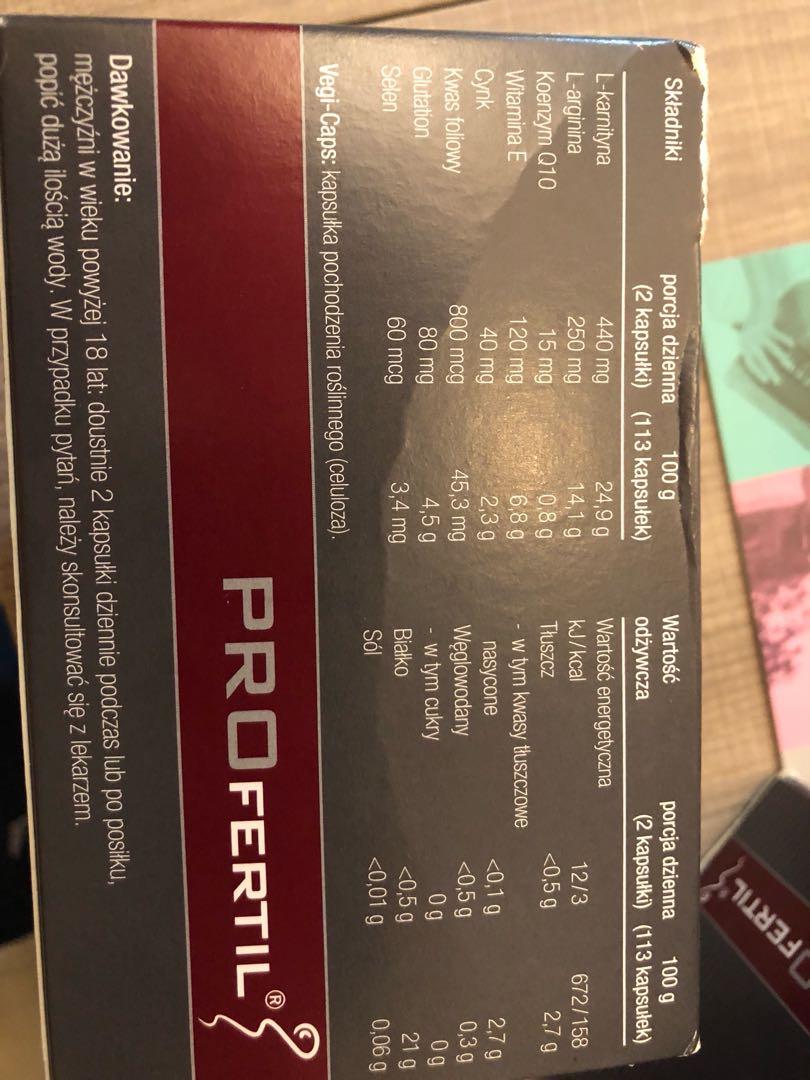 Składniki porcja dzienna 100 g
(2 kapsułki) (113 kapsułek)
L-karnityna 440 mg 24,9 g
L-arginina 250 mg 14,1 g
Koenzym Q10 15 mg 0,8 g
Witamina E 120 mg 6,8 g
Cynk 40 mg 2,3 g
Kwas foliowy 800 mcg 45,3 mg
Glutation 80 mg 4,5 g
Selen 60 mcg 3,4 mg
Vegi-Caps: kapsułka pochodzenia roślinnego (celuloza).
Wartość porcja dzienna 100 g
odżywcza (2 kapsułki) (113 kapsułek)
Wartość energetyczna
kJ/kcal 12/3 672/158
Tłuszcz <0,5 g 2,7 g
- w tym kwasy tłuszczowe
nasycone <0,1 g 2,7 g
Węglowodany <0,5 g 0,3 g
- w tym cukry 0 g 0 g
Białko <0,5 g 21 g
Sól <0,01 g 0,06 g
PROFERTIL®
Dawkowanie:
mężczyźni w wieku powyżej 18 lat: doustnie 2 kapsułki dziennie podczas lub po posiłku,
popić dużą ilością wody. W przypadku pytań, należy skonsultować się z lekarzem.
OFERTIL